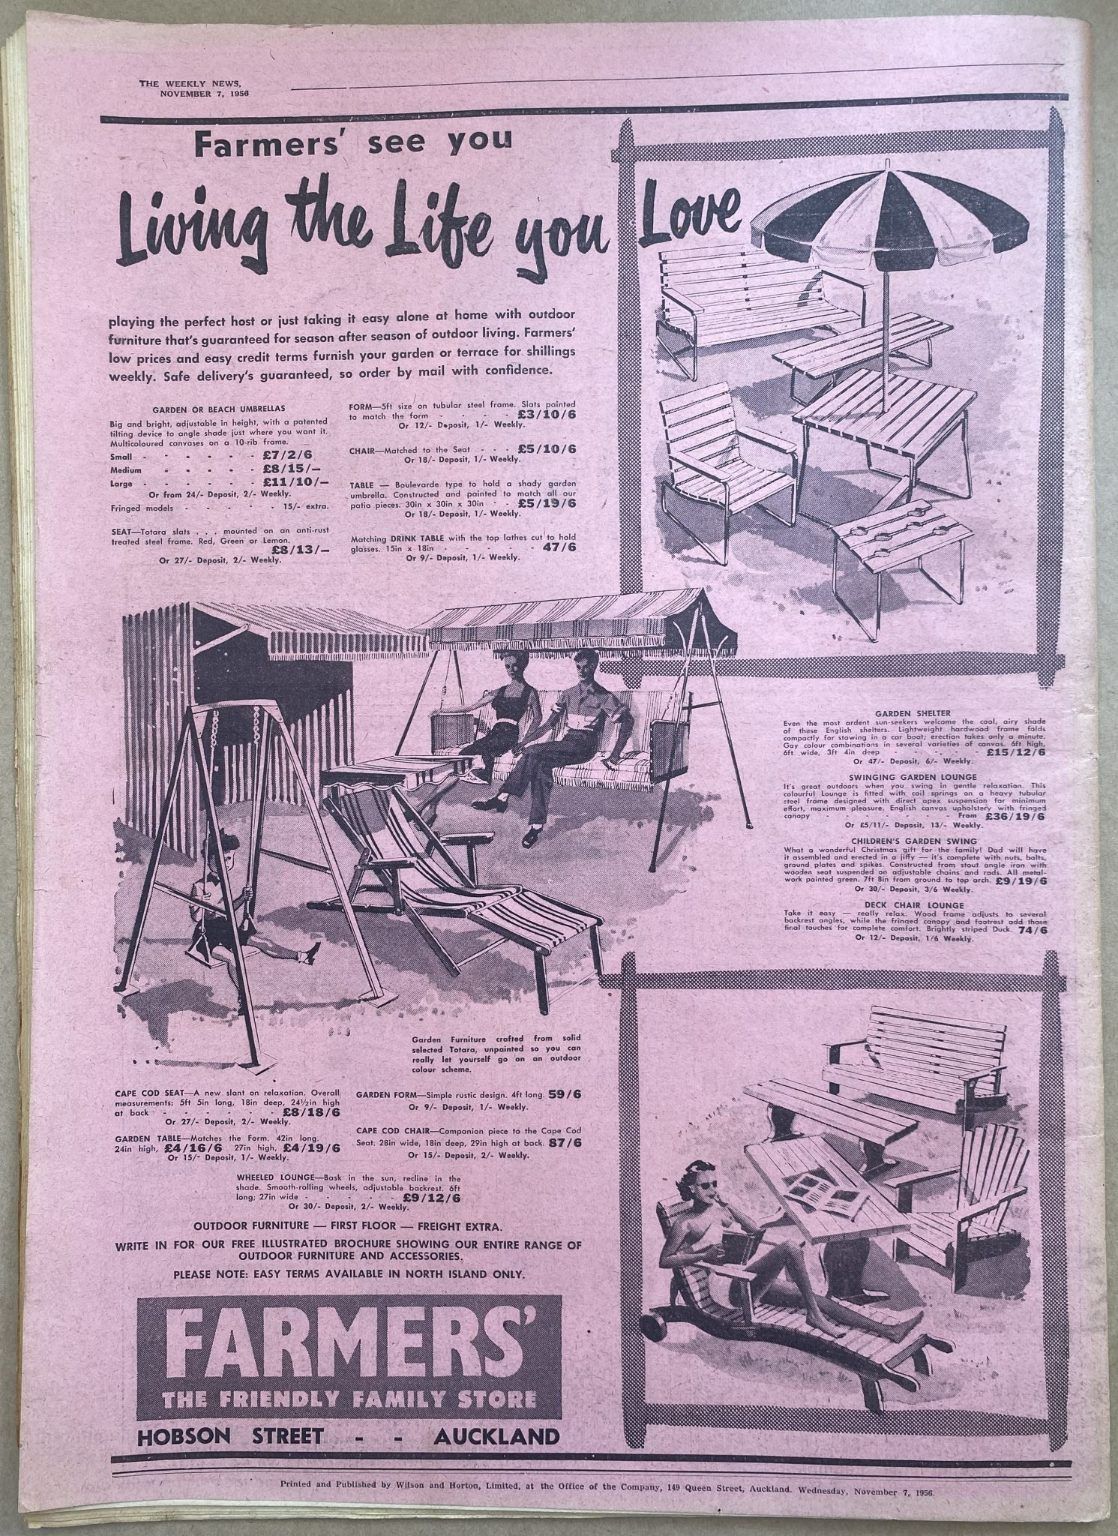 THE WEEKLY NEWS,
NOVEMBER 7, 1956
Farmers' see you
Living the Life you Love
playing the perfect host or just taking it easy alone at home with outdoor
furniture that's guaranteed for season after season of outdoor living. Farmers'
low prices and easy credit terms furnish your garden or terrace for shillings
weekly. Safe delivery's guaranteed, so order by mail with confidence.
GARDEN OR BEACH UMBRELLAS
Big and bright, adjustable in height, with a patented
tilting device to angle shade just where you want it.
Multicoloured canvases on a 10-rib frame.
Small - - - - - - £7/2/6
Medium - - - - - £8/15/-
Large - - - - - - £11/10/-
Or from 24/- Deposit, 2/- Weekly.
Fringed models - - - - - 15/- extra.
SEAT—Totara slats . . . mounted on an anti-rust
treated steel frame. Red, Green or Lemon.
£8/13/-
Or 27/- Deposit, 2/- Weekly.
FORM—5ft size on tubular steel frame. Slats painted
to match the form - - - - £3/10/6
Or 12/- Deposit, 1/- Weekly.
CHAIR—Matched to the Seat - - - £5/10/6
Or 18/- Deposit, 1/- Weekly.
TABLE — Boulevarde type to hold a shady garden
umbrella. Constructed and painted to match all our
patio pieces. 30in x 30in x 30in - - £5/19/6
Or 18/- Deposit, 1/- Weekly.
Matching DRINK TABLE with the top lathes cut to hold
glasses. 15in x 18in - - - - - 47/6
Or 9/- Deposit, 1/- Weekly.
GARDEN SHELTER
Even the most ardent sun-seekers welcome the cool, airy shade
of these English shelters. Lightweight hardwood frame folds
compactly for stowing in a car boot; erection takes only a minute.
Gay colour combinations in several varieties of canvas. 6ft high,
6ft wide, 3ft 4in deep - - - - - £15/12/6
Or 47/- Deposit, 6/- Weekly.
SWINGING GARDEN LOUNGE
It's great outdoors when you swing in gentle relaxation. This
colourful Lounge is fitted with coil springs on a heavy tubular
steel frame designed with direct apex suspension for minimum
effort, maximum pleasure. English canvas upholstery with fringed
canopy - - - - - - From £36/19/6
Or £5/11/- Deposit, 13/- Weekly.
CHILDREN'S GARDEN SWING
What a wonderful Christmas gift for the family! Dad will have
it assembled and erected in a jiffy — it's complete with nuts, bolts,
ground plates and spikes. Constructed from stout angle iron with
wooden seat suspended on adjustable chains and rods. All metal-
work painted green. 7ft 8in from ground to top arch. £9/19/6
Or 30/- Deposit, 3/6 Weekly.
DECK CHAIR LOUNGE
Take it easy — really relax. Wood frame adjusts to several
backrest angles, while the fringed canopy and footrest add those
final touches for complete comfort. Brightly striped Duck. 74/6
Or 12/- Deposit, 1/6 Weekly.
Garden Furniture crafted from solid
selected Totara, unpainted so you can
really let yourself go on an outdoor
colour scheme.
CAPE COD SEAT—A new slant on relaxation. Overall
measurements: 5ft 5in long, 18in deep, 24½in high
at back - - - - - - £8/18/6
Or 27/- Deposit, 2/- Weekly.
GARDEN TABLE—Matches the Form. 42in long.
24in high, £4/16/6 27in high, £4/19/6
Or 15/- Deposit, 1/- Weekly.
GARDEN FORM—Simple rustic design. 4ft long. 59/6
Or 9/- Deposit, 1/- Weekly.
CAPE COD CHAIR—Companion piece to the Cape Cod
Seat. 28in wide, 18in deep, 29in high at back. 87/6
Or 15/- Deposit, 2/- Weekly.
WHEELED LOUNGE—Bask in the sun, recline in the
shade. Smooth-rolling wheels, adjustable backrest. 6ft
long; 27in wide - - - - - £9/12/6
Or 30/- Deposit, 2/- Weekly.
OUTDOOR FURNITURE — FIRST FLOOR — FREIGHT EXTRA.
WRITE IN FOR OUR FREE ILLUSTRATED BROCHURE SHOWING OUR ENTIRE RANGE OF
OUTDOOR FURNITURE AND ACCESSORIES.
PLEASE NOTE: EASY TERMS AVAILABLE IN NORTH ISLAND ONLY.
FARMERS'
THE FRIENDLY FAMILY STORE
HOBSON STREET - - AUCKLAND
Printed and Published by Wilson and Horton, Limited, at the Office of the Company, 149 Queen Street, Auckland. Wednesday, November 7, 1956.